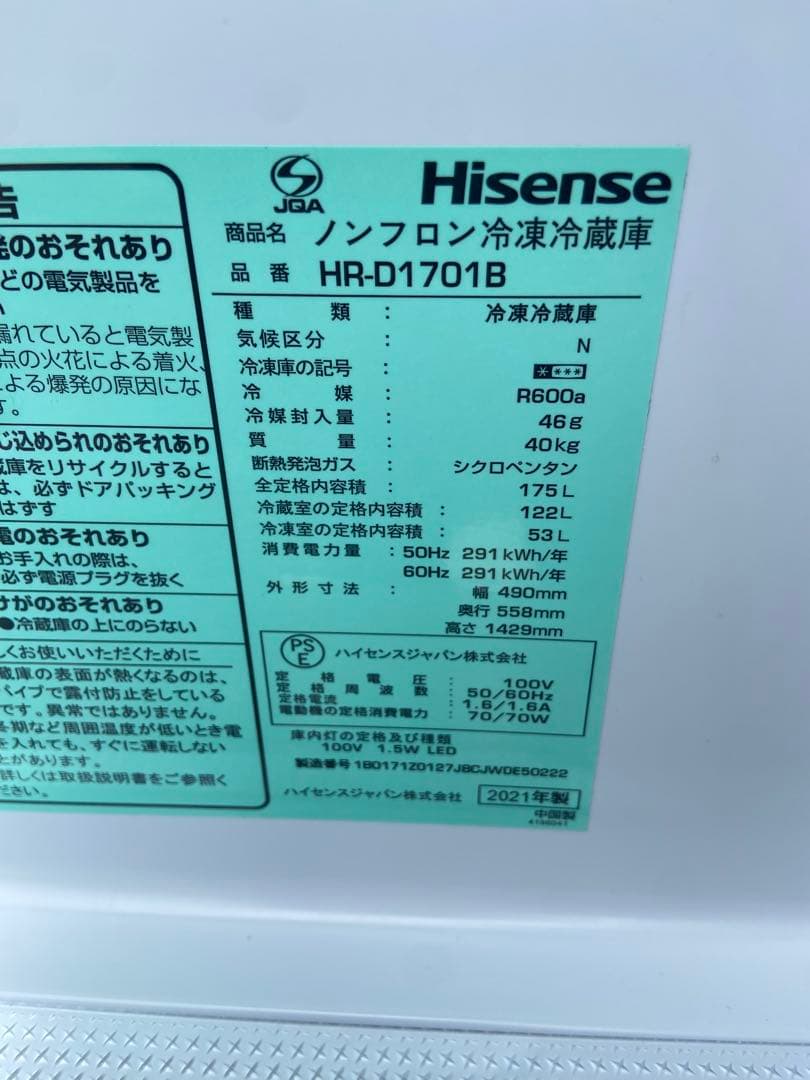 告
発のおそれあり
どの電気製品を
漏れていると電気製
点の火花による着火、
よる爆発の原因にな
す。
じ込められのおそれあり
蔵庫をリサイクルすると
は、必ずドアパッキング
はずす
電のおそれあり
お手入れの際は、
必ず電源プラグを抜く
けがのおそれあり
●冷蔵庫の上にのらない
しくお使いいただくために
蔵庫の表面が熱くなるのは、
パイプで露付防止をしている
です。異常ではありません。
冬期など周囲温度が低いとき電
を入れても、すぐに運転しない
とがあります。
詳しくは取扱説明書をご参照く
ださい。
JQA
Hisense
商品名 ノンフロン冷凍冷蔵庫
品番 HR-D1701B
種類 : 冷凍冷蔵庫
気候区分 : N
冷凍庫の記号 : ****
冷媒 : R600a
冷媒封入量 : 46g
質量 : 40kg
断熱発泡ガス : シクロペンタン
全定格内容積 : 175L
冷蔵室の定格内容積 : 122L
冷凍室の定格内容積 : 53L
消費電力量 : 50Hz 291kWh/年
60Hz 291kWh/年
外形寸法 : 幅 490mm
奥行 558mm
高さ 1429mm
PSE ハイセンスジャパン株式会社
定格電圧 : 100V
定格周波数 : 50/60Hz
定格電流 : 1.6/1.6A
電動機の定格消費電力 : 70/70W
庫内灯の定格及び種類
100V 1.5W LED
製造番号 1B0171Z0127J8CJWDE50222
ハイセンスジャパン株式会社 2021年製
中国製